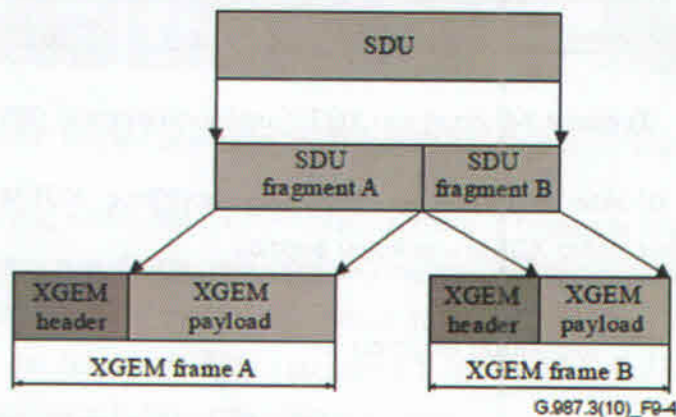 SDU
SDU
fragment A
SDU
fragment B
XGEM
header
XGEM
payload
XGEM
header
XGEM
payload
XGEM frame A
XGEM frame B
G.987.3(10)_F9-4